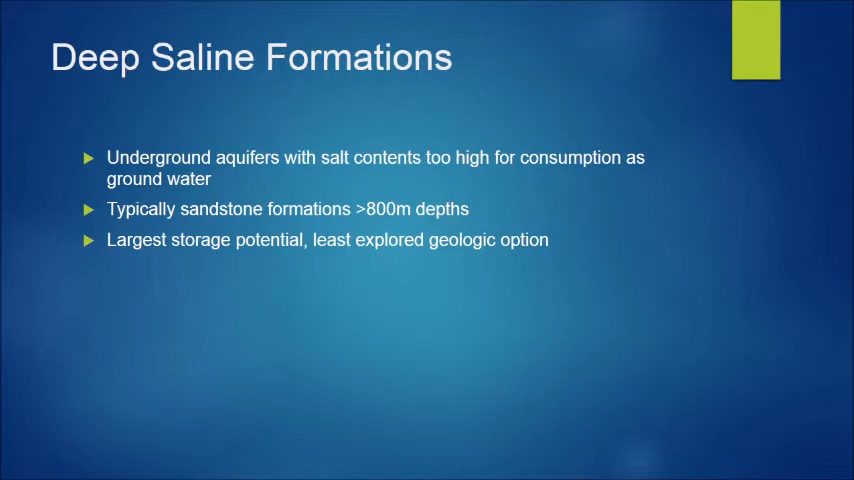 Deep Saline Formations
Underground aquifers with salt contents too high for consumption as
ground water
Typically sandstone formations >800m depths
Largest storage potential, least explored geologic option